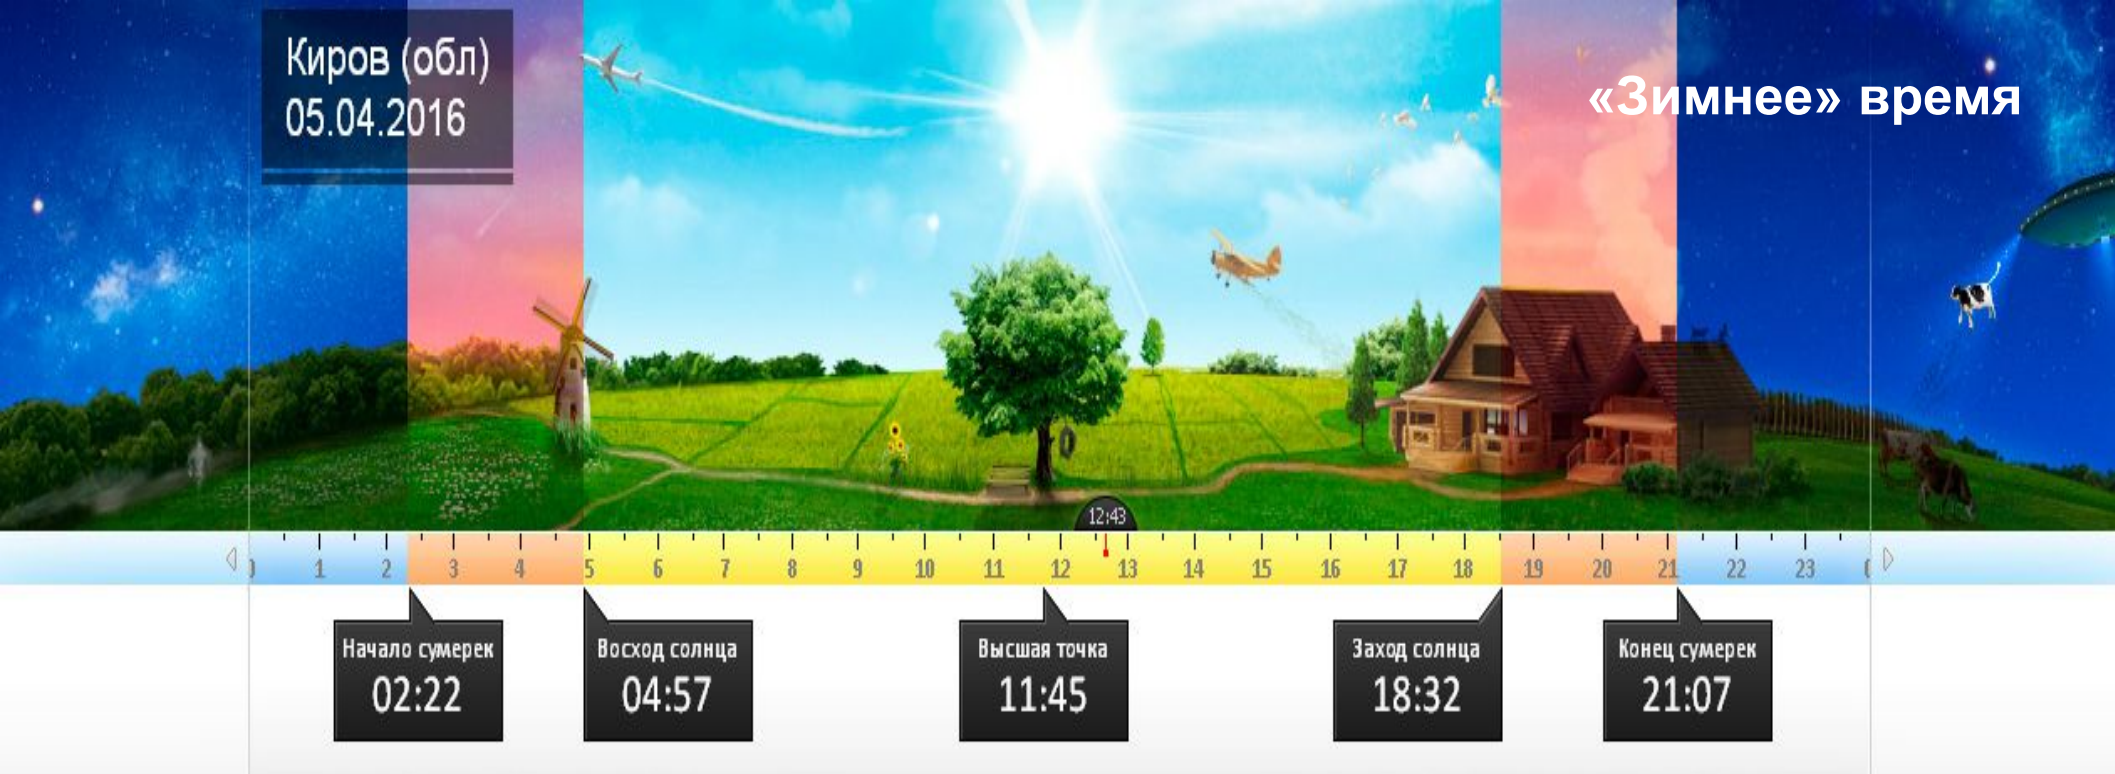 Киров (обл)
05.04.2016
«Зимнее» время
12:43
0 1 2 3 4 5 6 7 8 9 10 11 12 13 14 15 16 17 18 19 20 21 22 23 0
Начало сумерек
02:22
Восход солнца
04:57
Высшая точка
11:45
Заход солнца
18:32
Конец сумерек
21:07